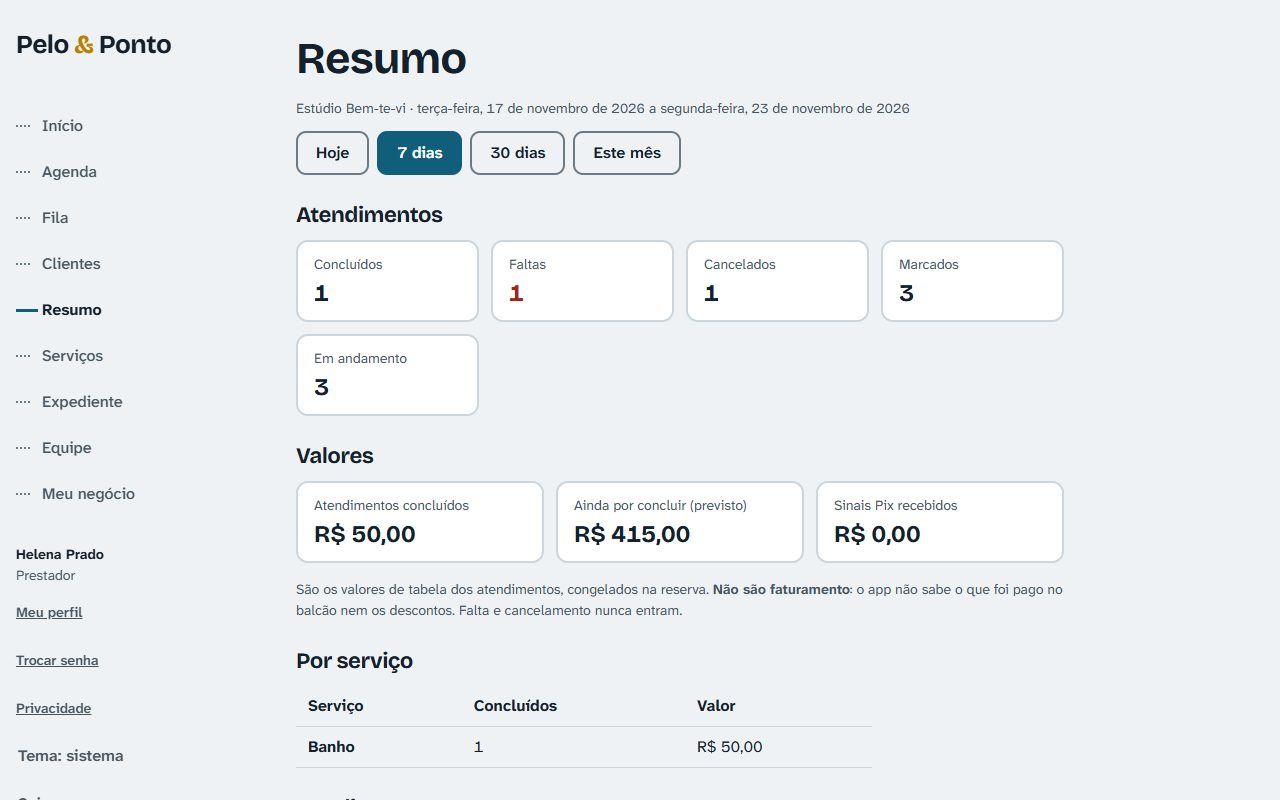 Pelo & Ponto
Início
Agenda
Fila
Clientes
Resumo
Serviços
Expediente
Equipe
Meu negócio
Helena Prado
Prestador
Meu perfil
Trocar senha
Privacidade
Tema: sistema
Resumo
Estúdio Bem-te-vi · terça-feira, 17 de novembro de 2026 a segunda-feira, 23 de novembro de 2026
Hoje 7 dias 30 dias Este mês
Atendimentos
Concluídos Faltas Cancelados Marcados
1 1 1 3
Em andamento
3
Valores
Atendimentos concluídos Ainda por concluir (previsto) Sinais Pix recebidos
R$ 50,00 R$ 415,00 R$ 0,00
São os valores de tabela dos atendimentos, congelados na reserva. Não são faturamento: o app não sabe o que foi pago no
balcão nem os descontos. Falta e cancelamento nunca entram.
Por serviço
Serviço Concluídos Valor
Banho 1 R$ 50,00